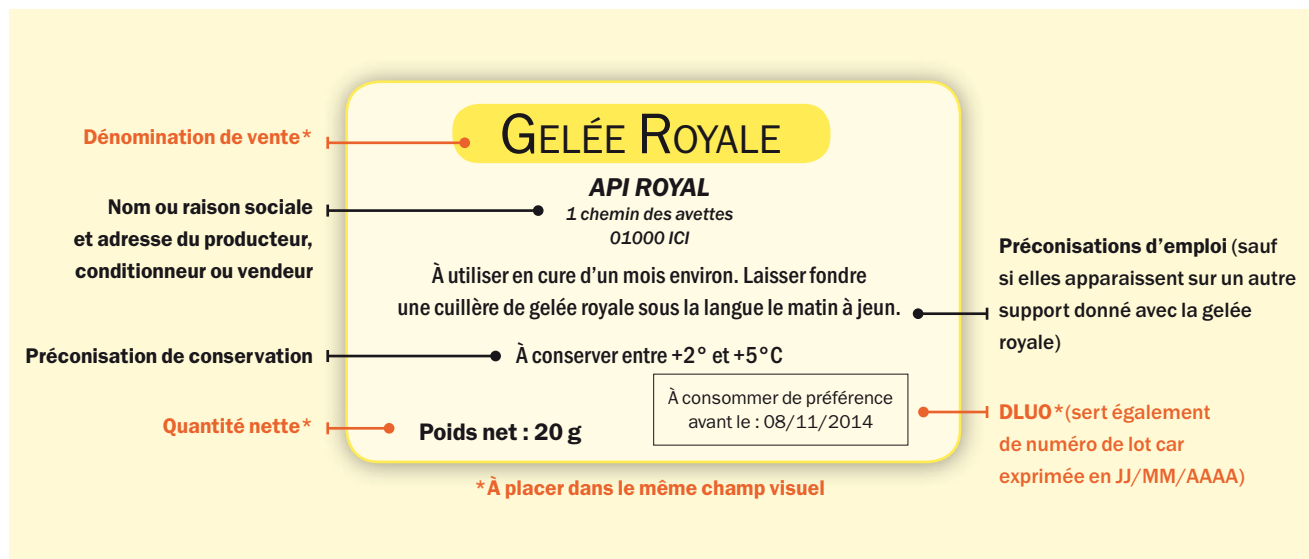 Dénomination de vente*
GELÉE ROYALE
Nom ou raison sociale
et adresse du producteur,
conditionneur ou vendeur
API ROYAL
1 chemin des avettes
01000 ICI
À utiliser en cure d'un mois environ. Laisser fondre
une cuillère de gelée royale sous la langue le matin à jeun.
Préconisations d'emploi (sauf
si elles apparaissent sur un autre
support donné avec la gelée
royale)
Préconisation de conservation
À conserver entre +2° et +5°C
Quantité nette*
Poids net : 20 g
À consommer de préférence
avant le : 08/11/2014
DLUO*(sert également
de numéro de lot car
exprimée en JJ/MM/AAAA)
*À placer dans le même champ visuel